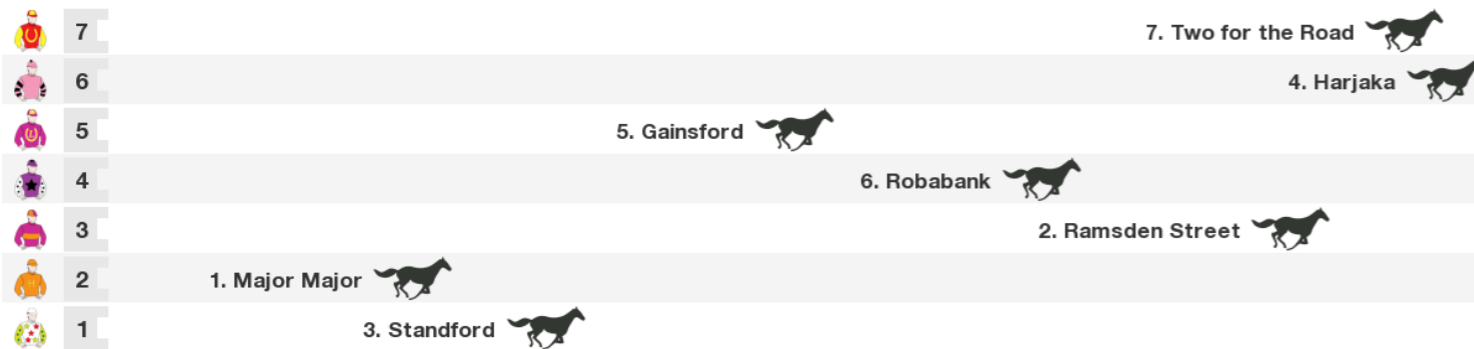 7 7. Two for the Road
6 4. Harjaka
5 5. Gainsford
4 6. Robabank
3 2. Ramsden Street
2 1. Major Major
1 3. Standford